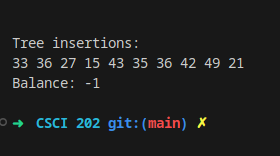 Tree insertions:
33 36 27 15 43 35 36 42 49 21
Balance: -1
➜ CSCI 202 git:(main) ✗